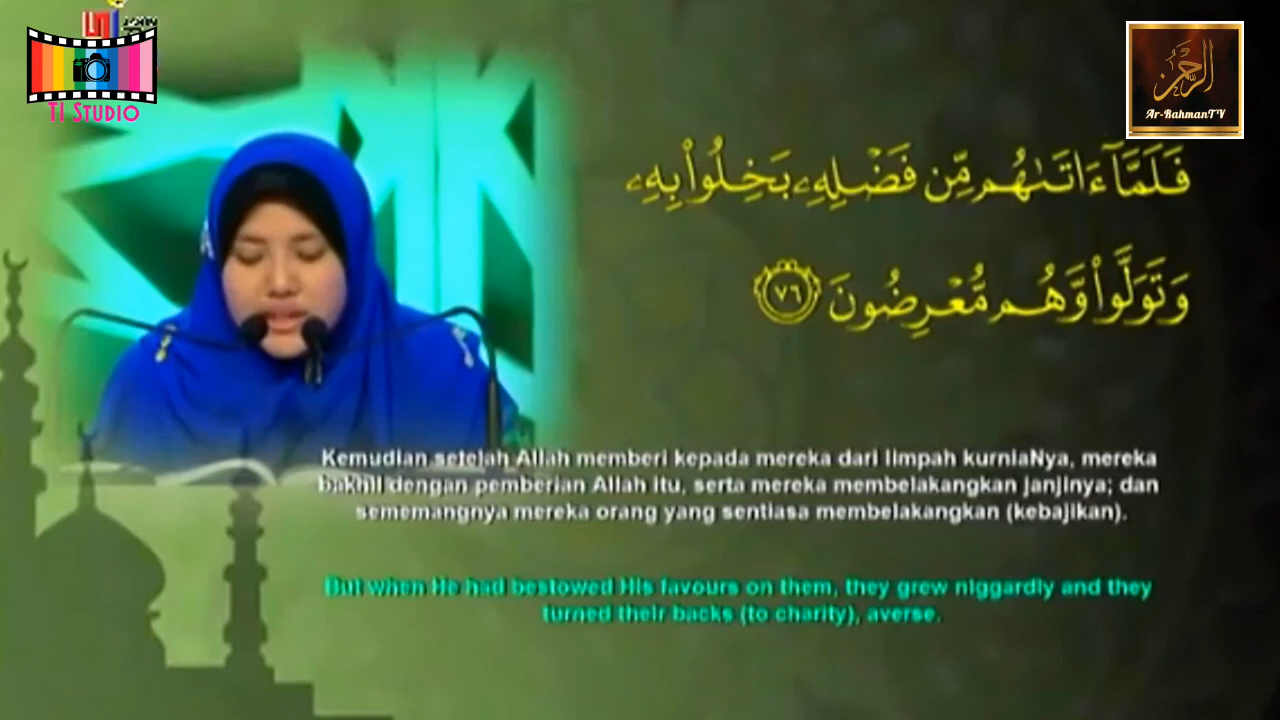 TI STUDIO
الرحمن
Ar-RahmanTV
فَلَمَّآ ءَاتَىٰهُم مِّن فَضْلِهِۦ بَخِلُوا۟ بِهِۦ
وَتَوَلَّوا۟ وَّهُم مُّعْرِضُونَ ٧٦
Kemudian setelah Allah memberi kepada mereka dari limpah kurniaNya, mereka
bakhil dengan pemberian Allah itu, serta mereka membelakangkan janjinya; dan
sememangnya mereka orang yang sentiasa membelakangkan (kebajikan).
But when He had bestowed His favours on them, they grew niggardly and they
turned their backs (to charity), averse.